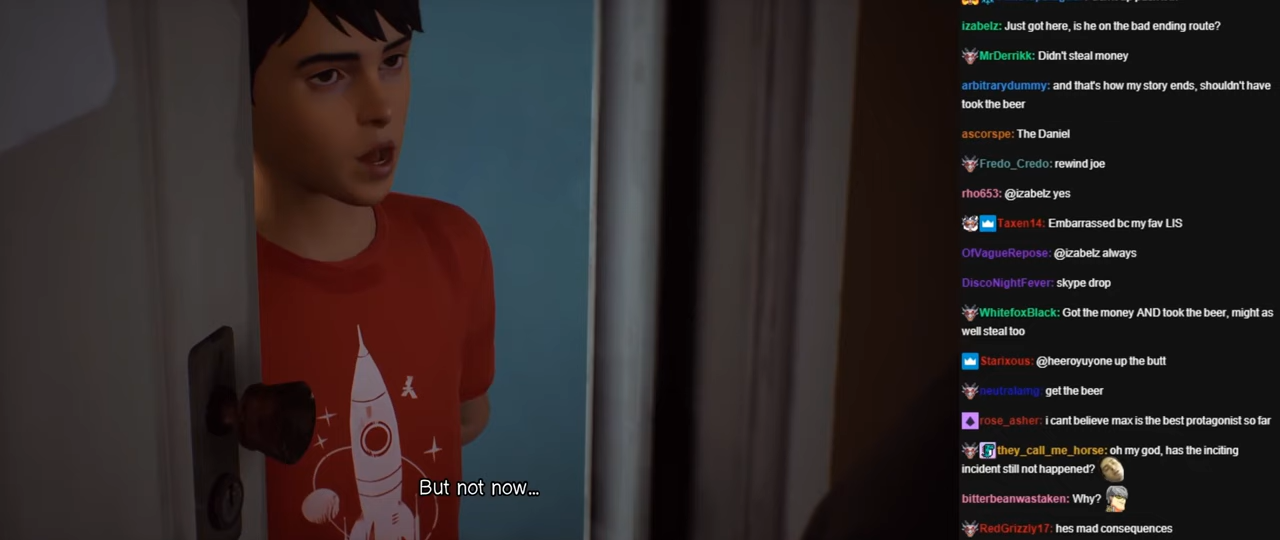 But not now...
izabelz: Just got here, is he on the bad ending route?
MrDerrikk: Didn't steal money
arbitrarydummy: and that's how my story ends, shouldn't have
took the beer
ascorspe: The Daniel
Fredo_Credo: rewind joe
rho653: @izabelz yes
Taxen14: Embarrassed bc my fav LIS
OfVagueRepose: @izabelz always
DiscoNightFever: skype drop
WhitefoxBlack: Got the money AND took the beer, might as
well steal too
Starixous: @heeroyuyone up the butt
neutralamg: get the beer
rose_asher: i cant believe max is the best protagonist so far
they_call_me_horse: oh my god, has the inciting
incident still not happened?
bitterbeanwastaken: Why?
RedGrizzly17: hes mad consequences